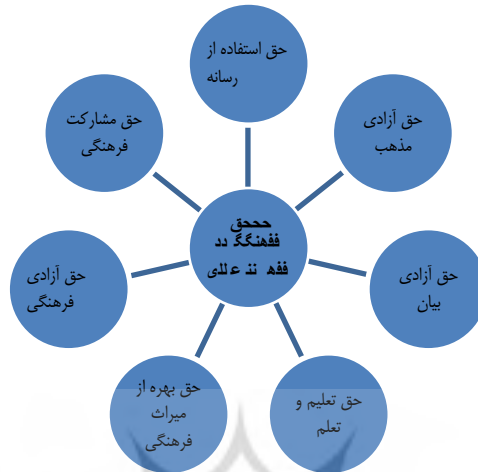 حق استفاده از
رسانه
حق آزادی
مذهب
حق آزادی
بیان
حق تعلیم و
تعلم
حق بهره از
میراث
فرهنگی
حق آزادی
فرهنگی
حق مشارکت
فرهنگی